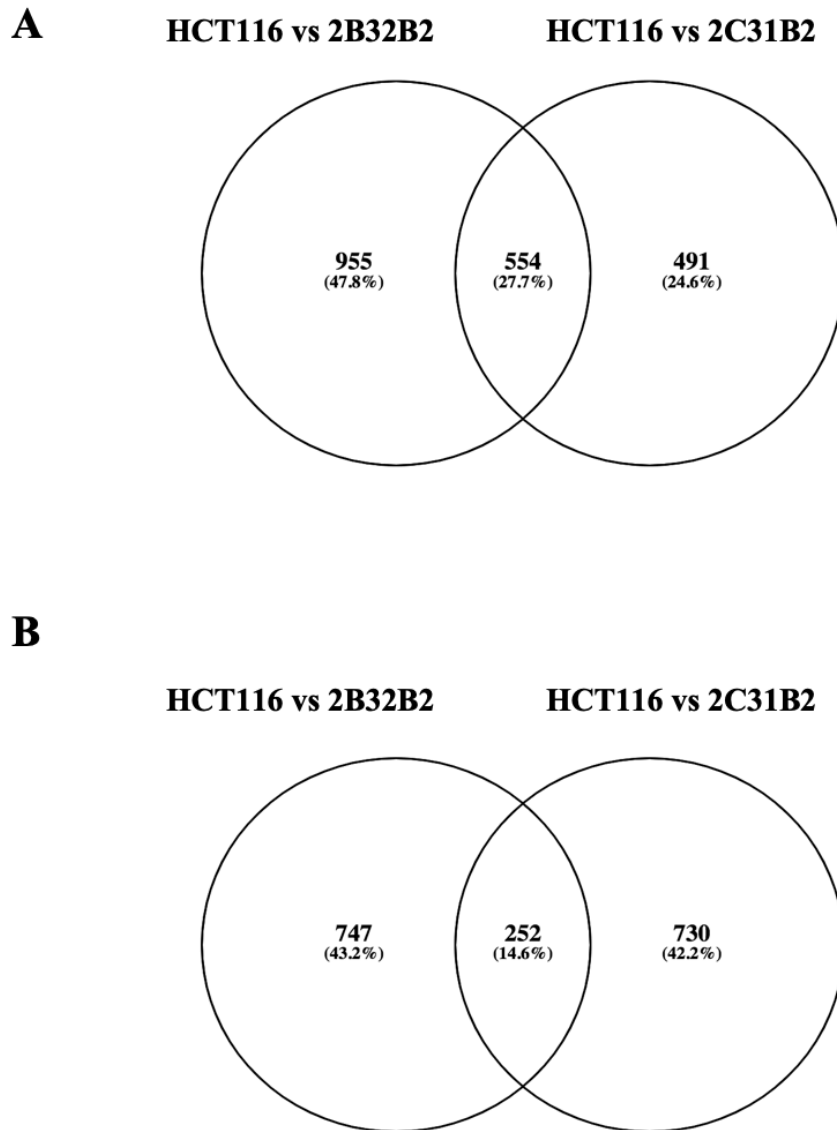 A
HCT116 vs 2B32B2 HCT116 vs 2C31B2
955 554 491
(47.8%) (27.7%) (24.6%)
B
HCT116 vs 2B32B2 HCT116 vs 2C31B2
747 252 730
(43.2%) (14.6%) (42.2%)